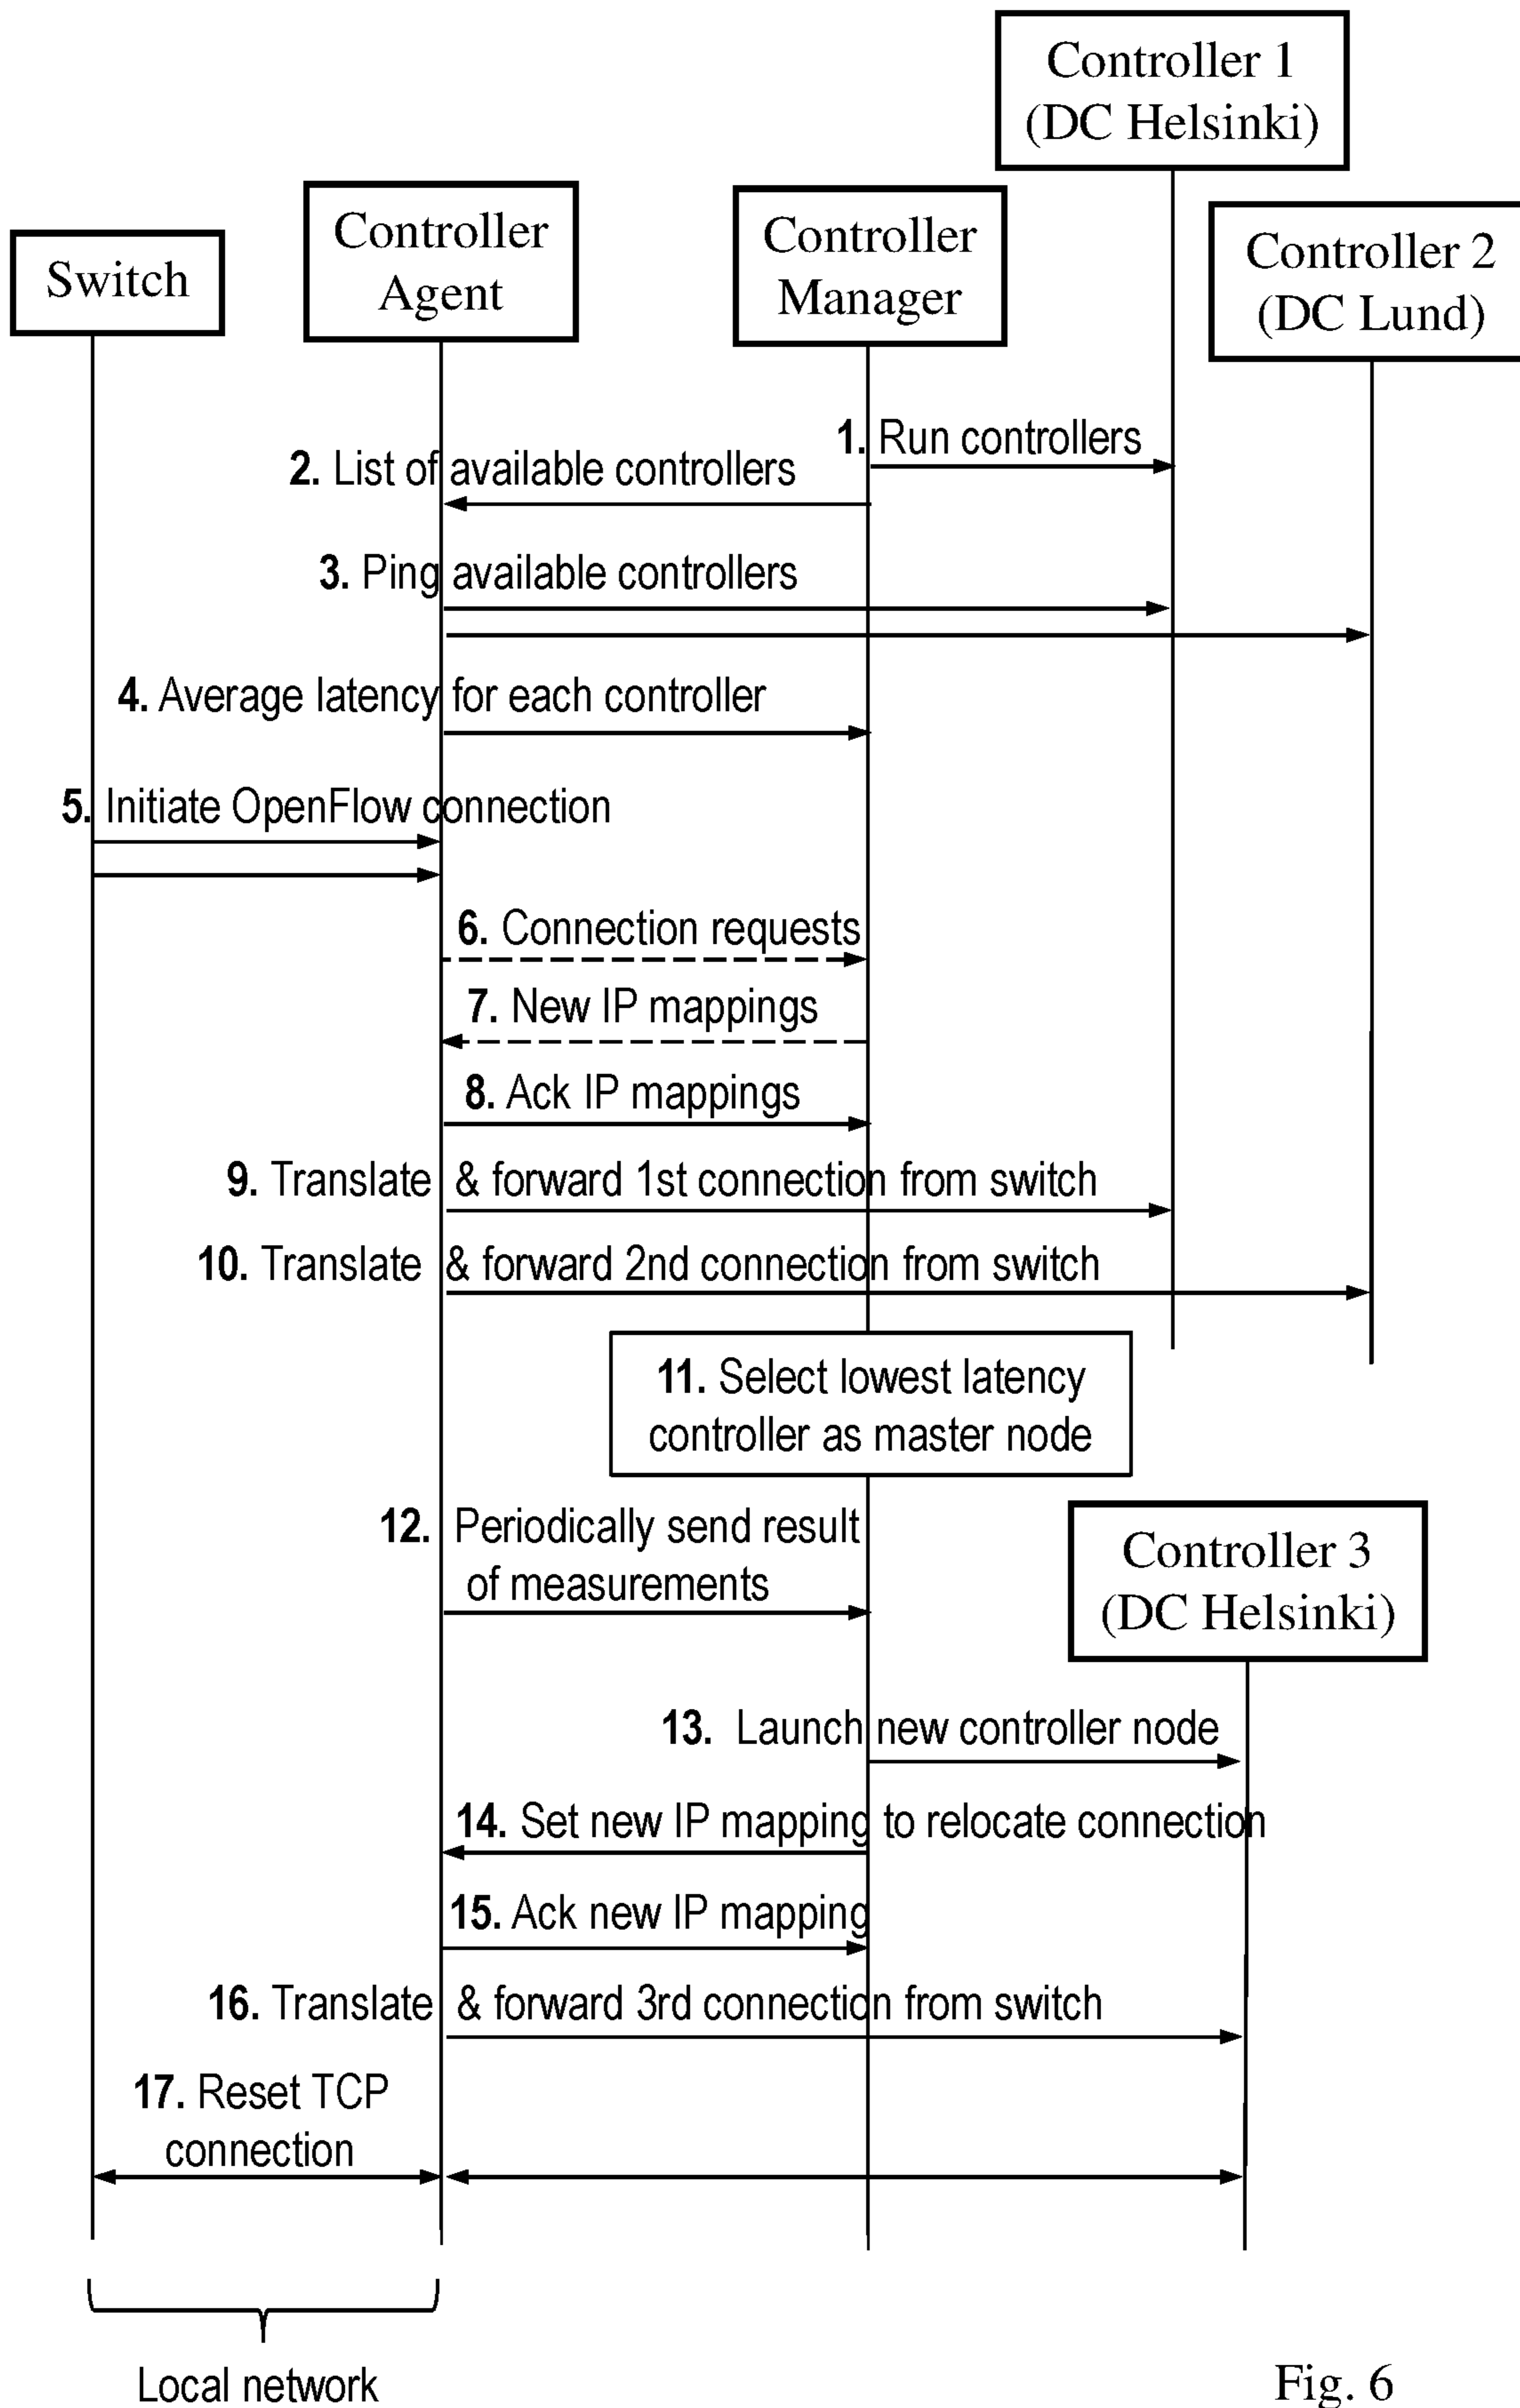 Controller 1
(DC Helsinki)
Controller
Agent
Controller
Manager
Controller 2
(DC Lund)
Switch
1. Run controllers
2. List of available controllers
3. Ping available controllers
4. Average latency for each controller
5. Initiate OpenFlow connection
6. Connection requests
7. New IP mappings
8. Ack IP mappings
9. Translate & forward 1st connection from switch
10. Translate & forward 2nd connection from switch
11. Select lowest latency
controller as master node
12. Periodically send result
of measurements
Controller 3
(DC Helsinki)
13. Launch new controller node
14. Set new IP mapping to relocate connection
15. Ack new IP mapping
16. Translate & forward 3rd connection from switch
17. Reset TCP
connection
Local network
Fig. 6